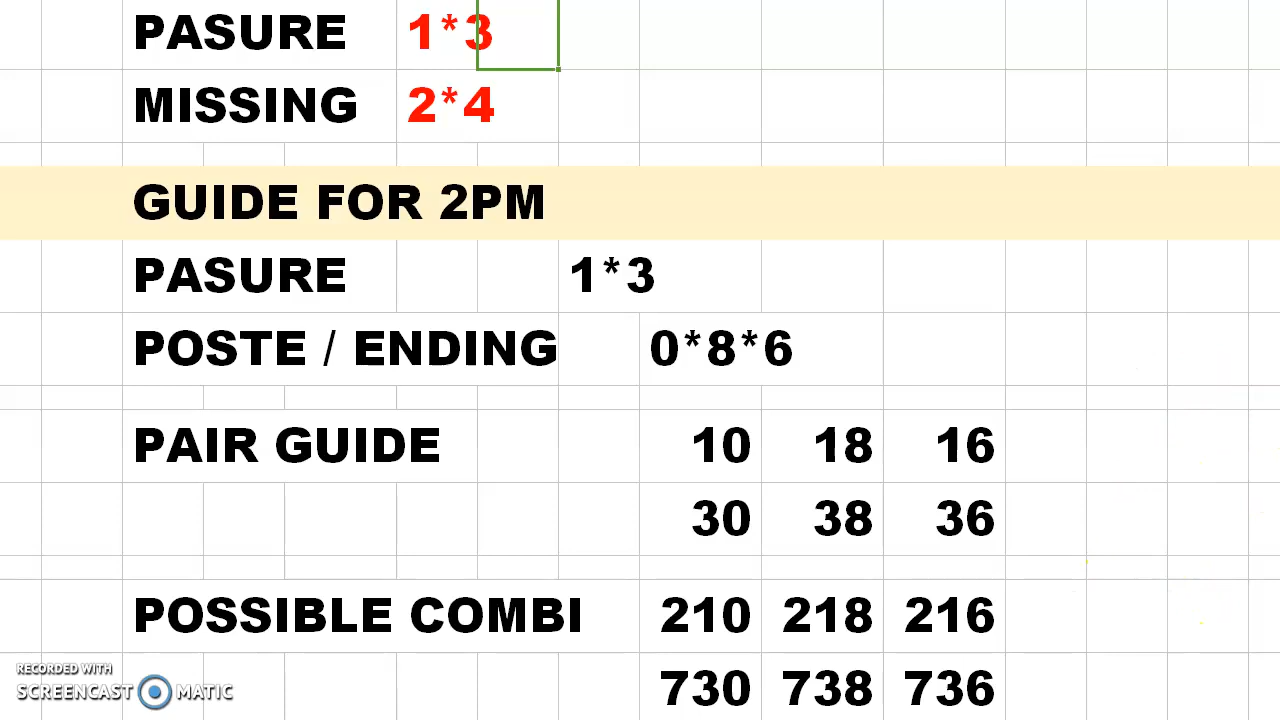 PASURE 1*3
MISSING 2*4
GUIDE FOR 2PM
PASURE 1*3
POSTE / ENDING 0*8*6
PAIR GUIDE 10 18 16
30 38 36
POSSIBLE COMBI 210 218 216
730 738 736
RECORDED WITH
SCREENCAST MATIC